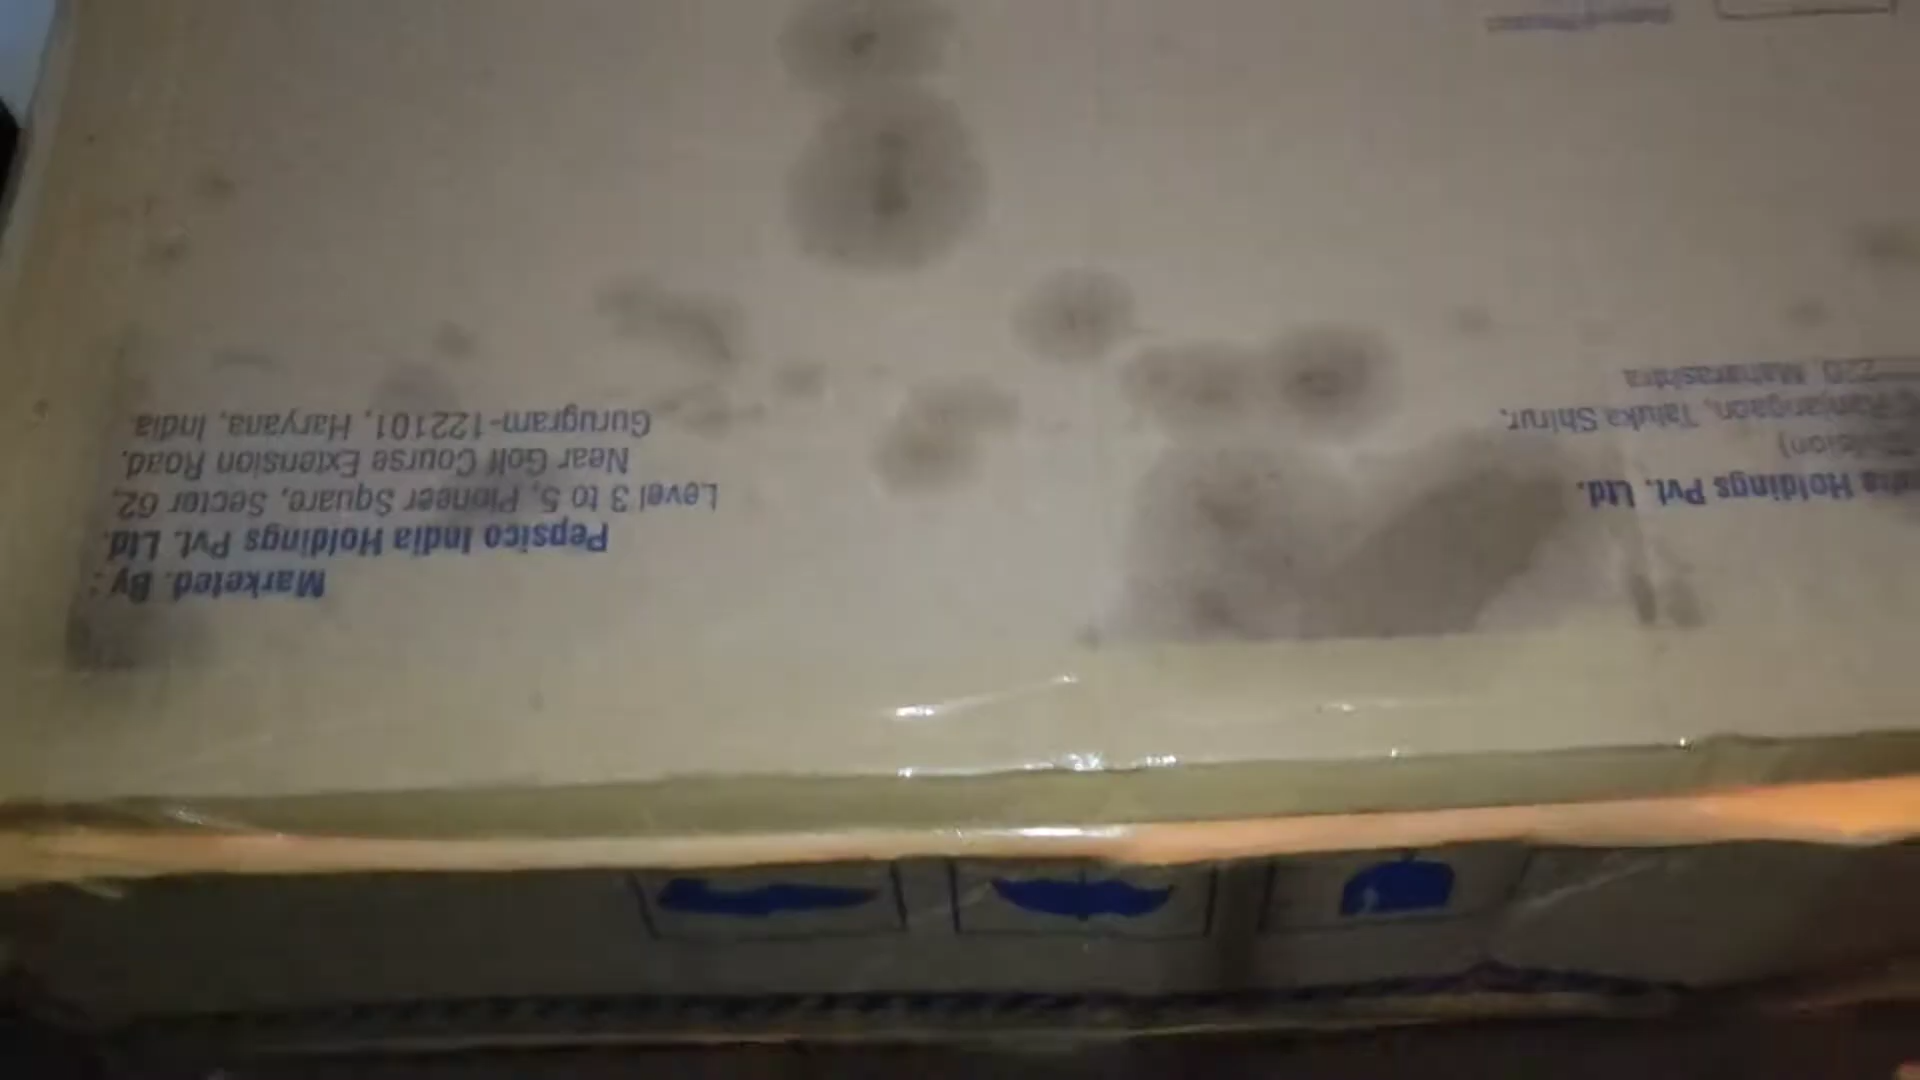 Marketed. By :
Pepsico India Holdings Pvt. Ltd.
Level 3 to 5, Pioneer Square, Sector 62,
Near Golf Course Extension Road,
Gurugram-122101, Haryana, India.
Holdings Pvt. Ltd.
Ranjangaon, Taluka Shirur,
220, Maharashtra